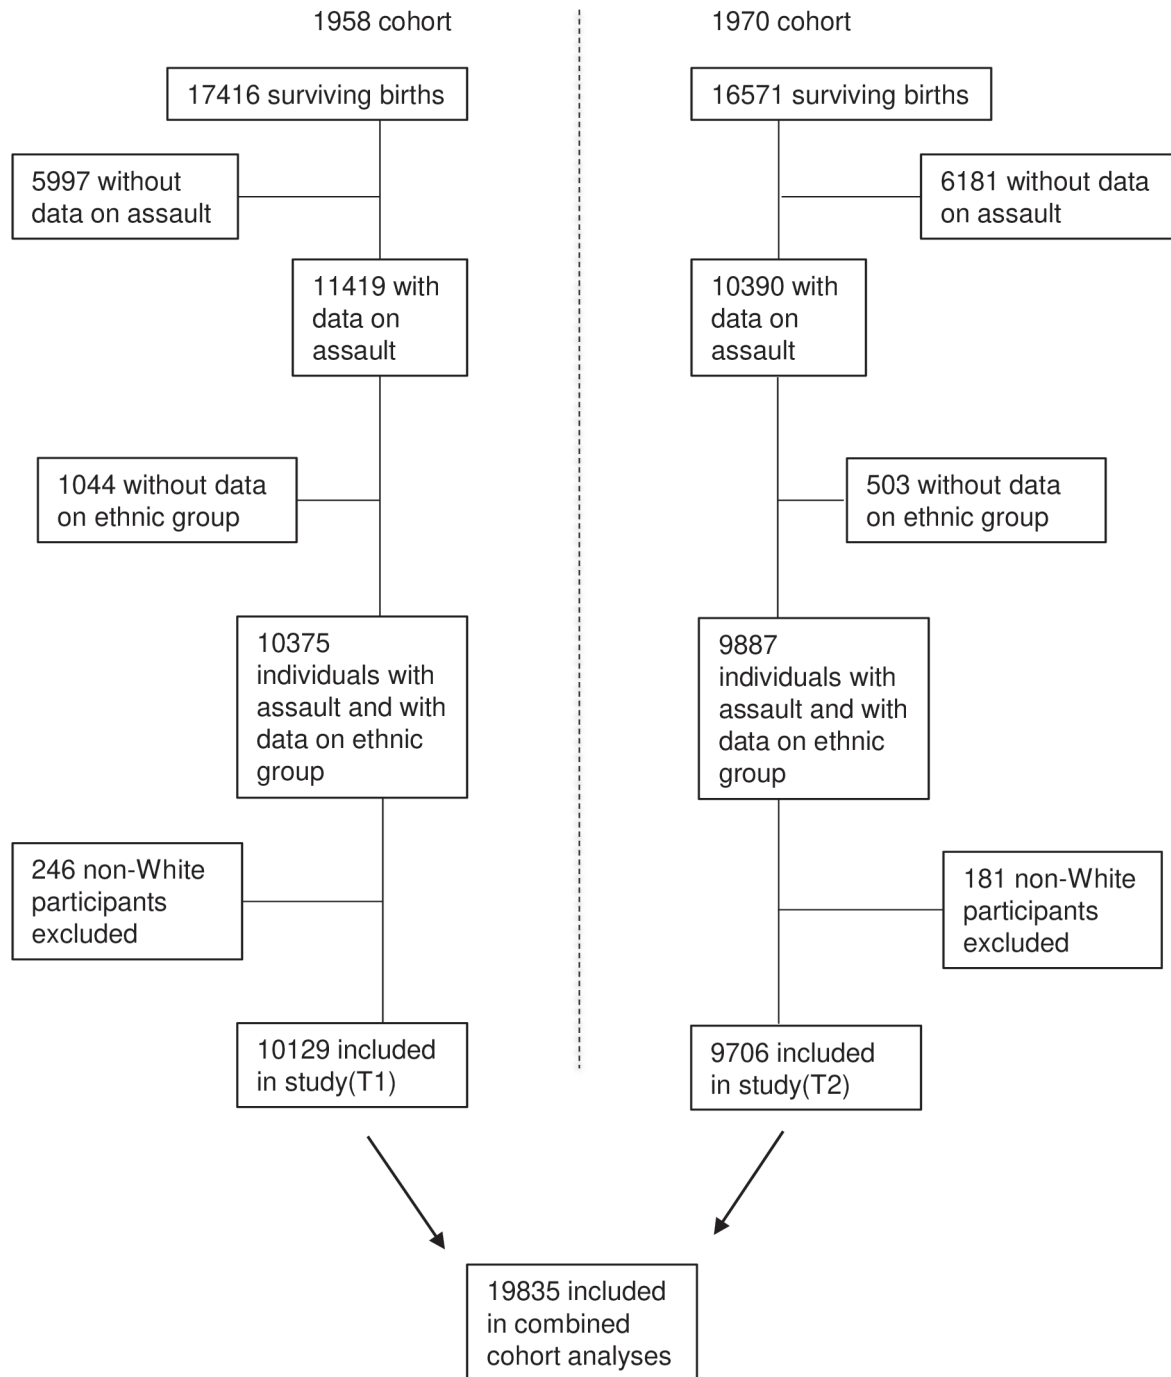 1958 cohort
1970 cohort
17416 surviving births
16571 surviving births
5997 without
data on assault
6181 without data
on assault
11419 with
data on
assault
10390 with
data on
assault
1044 without data
on ethnic group
503 without data
on ethnic group
10375
individuals with
assault and with
data on ethnic
group
9887
individuals with
assault and with
data on ethnic
group
246 non-White
participants
excluded
181 non-White
participants
excluded
10129 included
in study(T1)
9706 included
in study(T2)
19835 included
in combined
cohort analyses